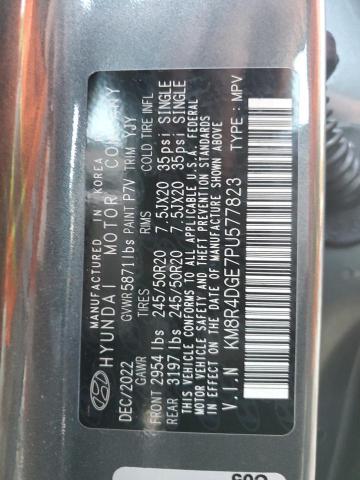 MANUFACTURED IN KOREA
HYUNDAI MOTOR COMPANY
DEC/2022 GVWR 5871 lbs PAINT P7V TRIM YJY
GAWR TIRES RIMS COLD TIRE INFL
FRONT 2954 lbs 245/50R20 7.5JX20 35psi SINGLE
REAR 3197 lbs 245/50R20 7.5JX20 35psi SINGLE
THIS VEHICLE CONFORMS TO ALL APPLICABLE U.S.A. FEDERAL
MOTOR VEHICLE SAFETY, BUMPER, AND THEFT PREVENTION STANDARDS
IN EFFECT ON THE DATE OF MANUFACTURE SHOWN ABOVE.
V.I.N KM8R4DGE7PU577823 TYPE : MPV